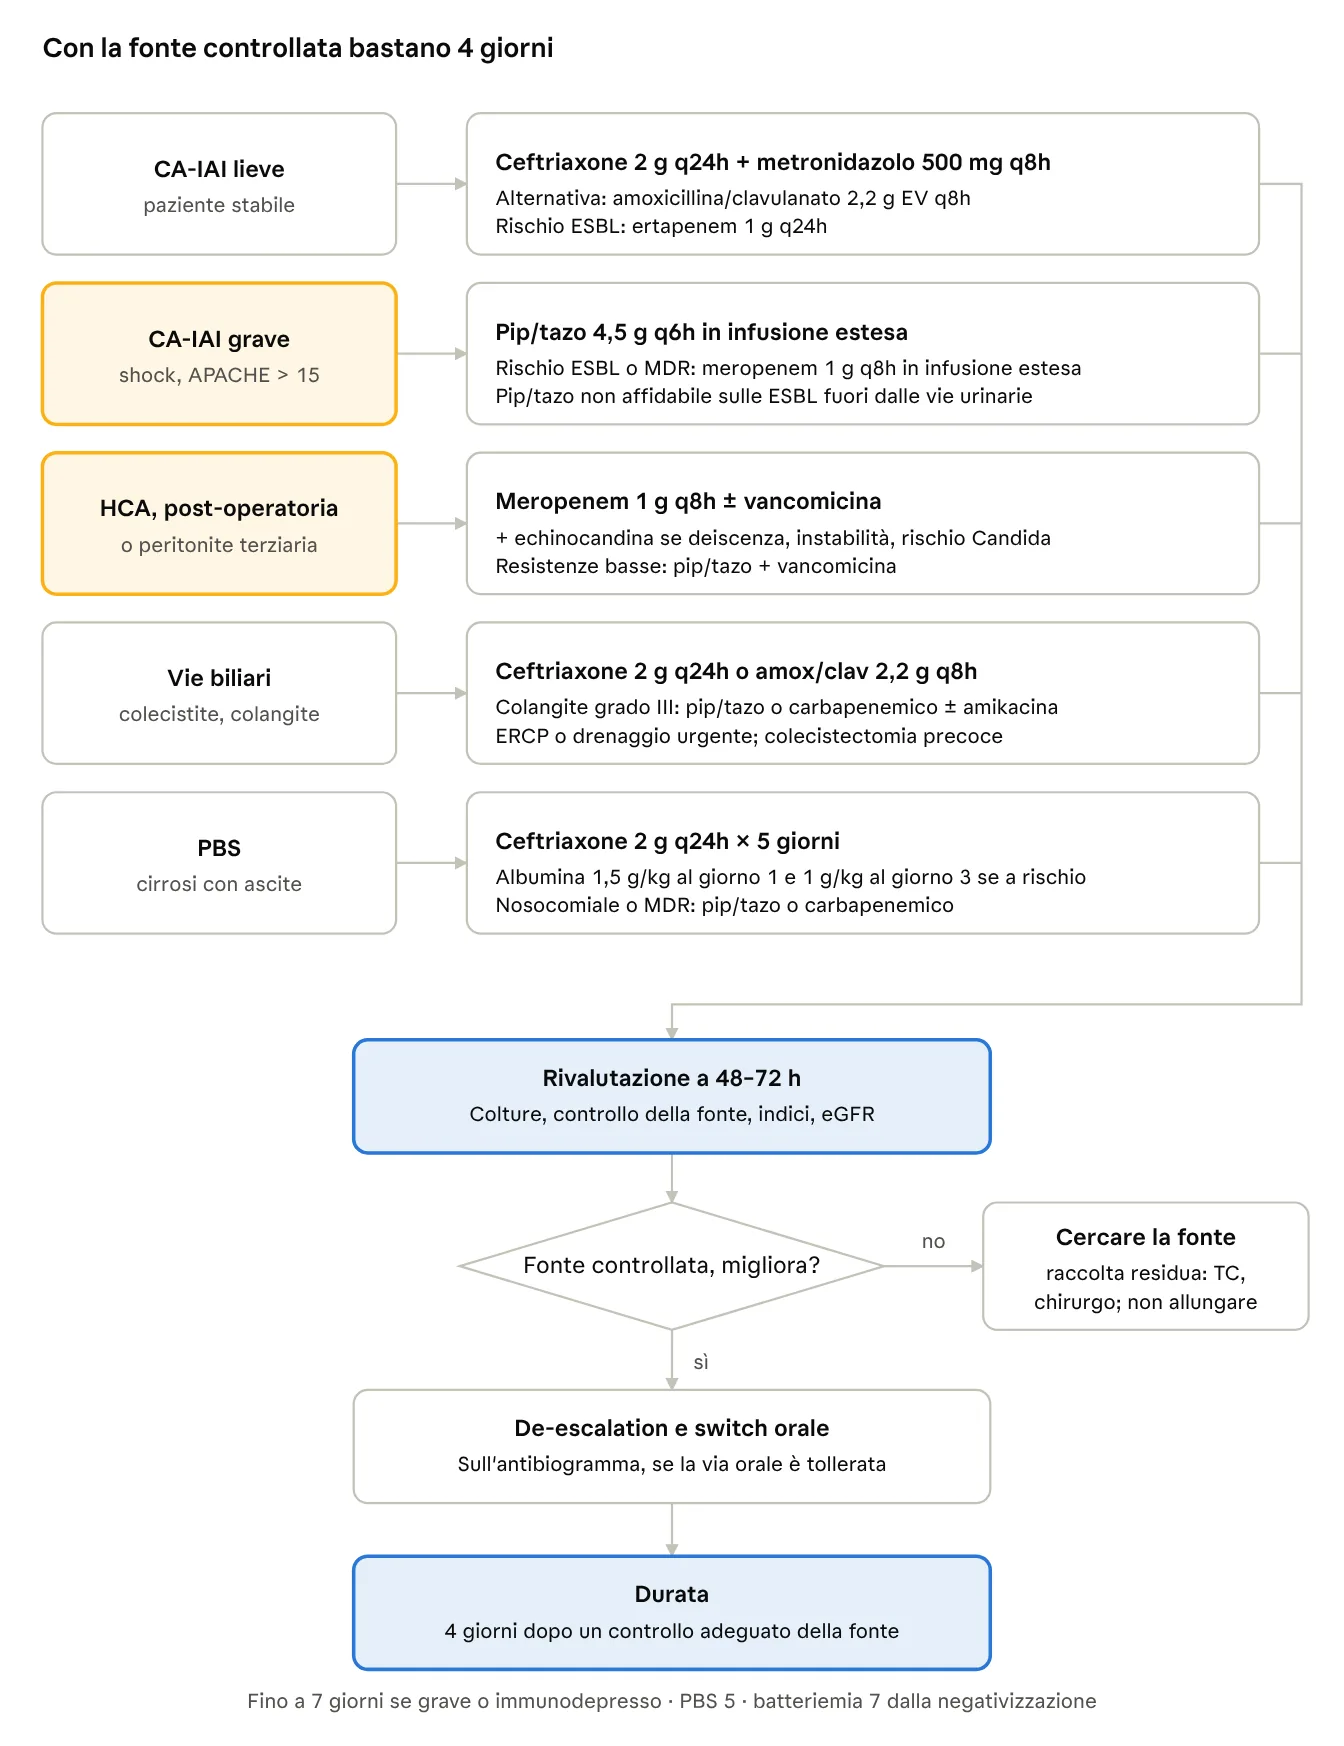 Con la fonte controllata bastano 4 giorni
CA-IAI lieve
paziente stabile
Ceftriaxone 2 g q24h + metronidazolo 500 mg q8h
Alternativa: amoxicillina/clavulanato 2,2 g EV q8h
Rischio ESBL: ertapenem 1 g q24h
CA-IAI grave
shock, APACHE > 15
Pip/tazo 4,5 g q6h in infusione estesa
Rischio ESBL o MDR: meropenem 1 g q8h in infusione estesa
Pip/tazo non affidabile sulle ESBL fuori dalle vie urinarie
HCA, post-operatoria
o peritonite terziaria
Meropenem 1 g q8h ± vancomicina
+ echinocandina se deiscenza, instabilità, rischio Candida
Resistenze basse: pip/tazo + vancomicina
Vie biliari
colecistite, colangite
Ceftriaxone 2 g q24h o amox/clav 2,2 g q8h
Colangite grado III: pip/tazo o carbapenemico ± amikacina
ERCP o drenaggio urgente; colecistectomia precoce
PBS
cirrosi con ascite
Ceftriaxone 2 g q24h × 5 giorni
Albumina 1,5 g/kg al giorno 1 e 1 g/kg al giorno 3 se a rischio
Nosocomiale o MDR: pip/tazo o carbapenemico
Rivalutazione a 48–72 h
Colture, controllo della fonte, indici, eGFR
Fonte controllata, migliora?
no
Cercare la fonte
raccolta residua: TC,
chirurgo; non allungare
sì
De-escalation e switch orale
Sull'antibiogramma, se la via orale è tollerata
Durata
4 giorni dopo un controllo adeguato della fonte
Fino a 7 giorni se grave o immunodepresso · PBS 5 · batteriemia 7 dalla negativizzazione